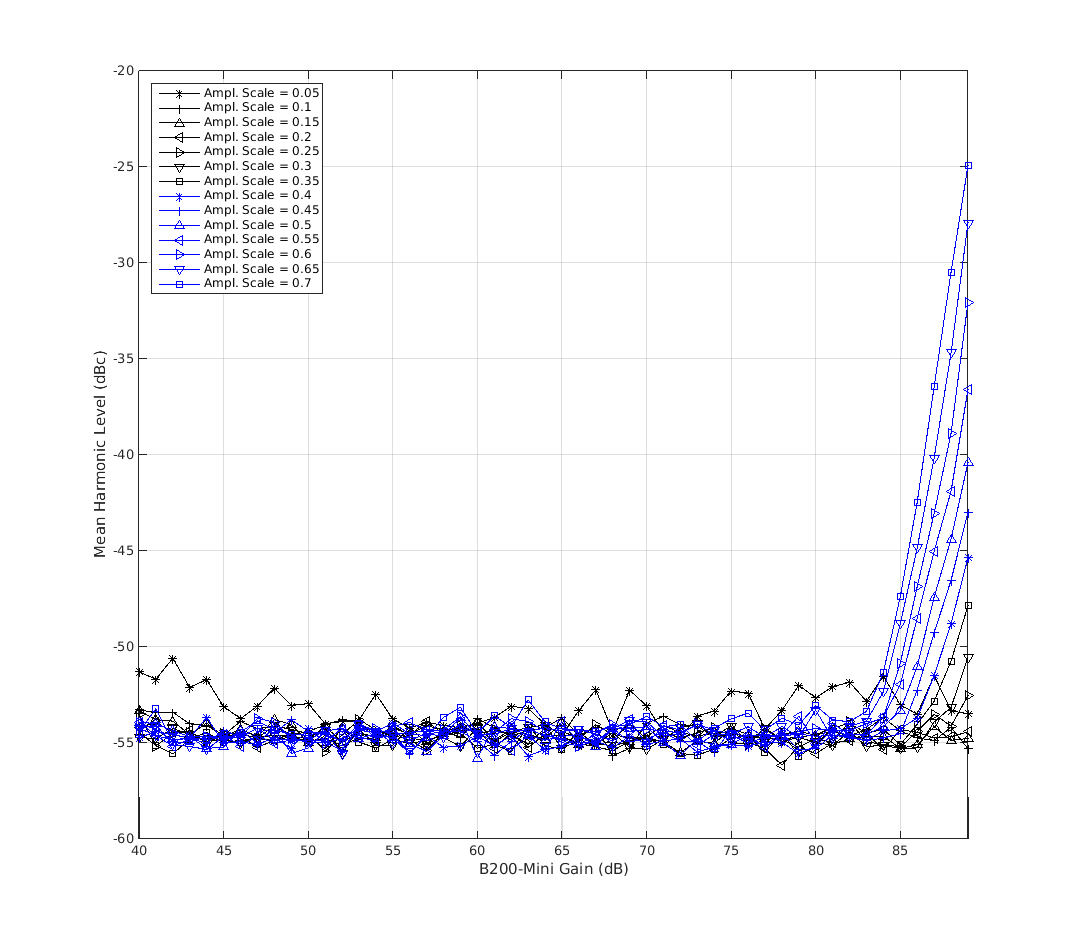 -20
Ampl. Scale = 0.05
Ampl. Scale = 0.1
Ampl. Scale = 0.15
Ampl. Scale = 0.2
Ampl. Scale = 0.25
Ampl. Scale = 0.3
Ampl. Scale = 0.35
Ampl. Scale = 0.4
Ampl. Scale = 0.45
Ampl. Scale = 0.5
Ampl. Scale = 0.55
Ampl. Scale = 0.6
Ampl. Scale = 0.65
Ampl. Scale = 0.7
-25
-30
-35
-40
-45
-50
-55
-60
Mean Harmonic Level (dBc)
40 45 50 55 60 65 70 75 80 85
B200-Mini Gain (dB)